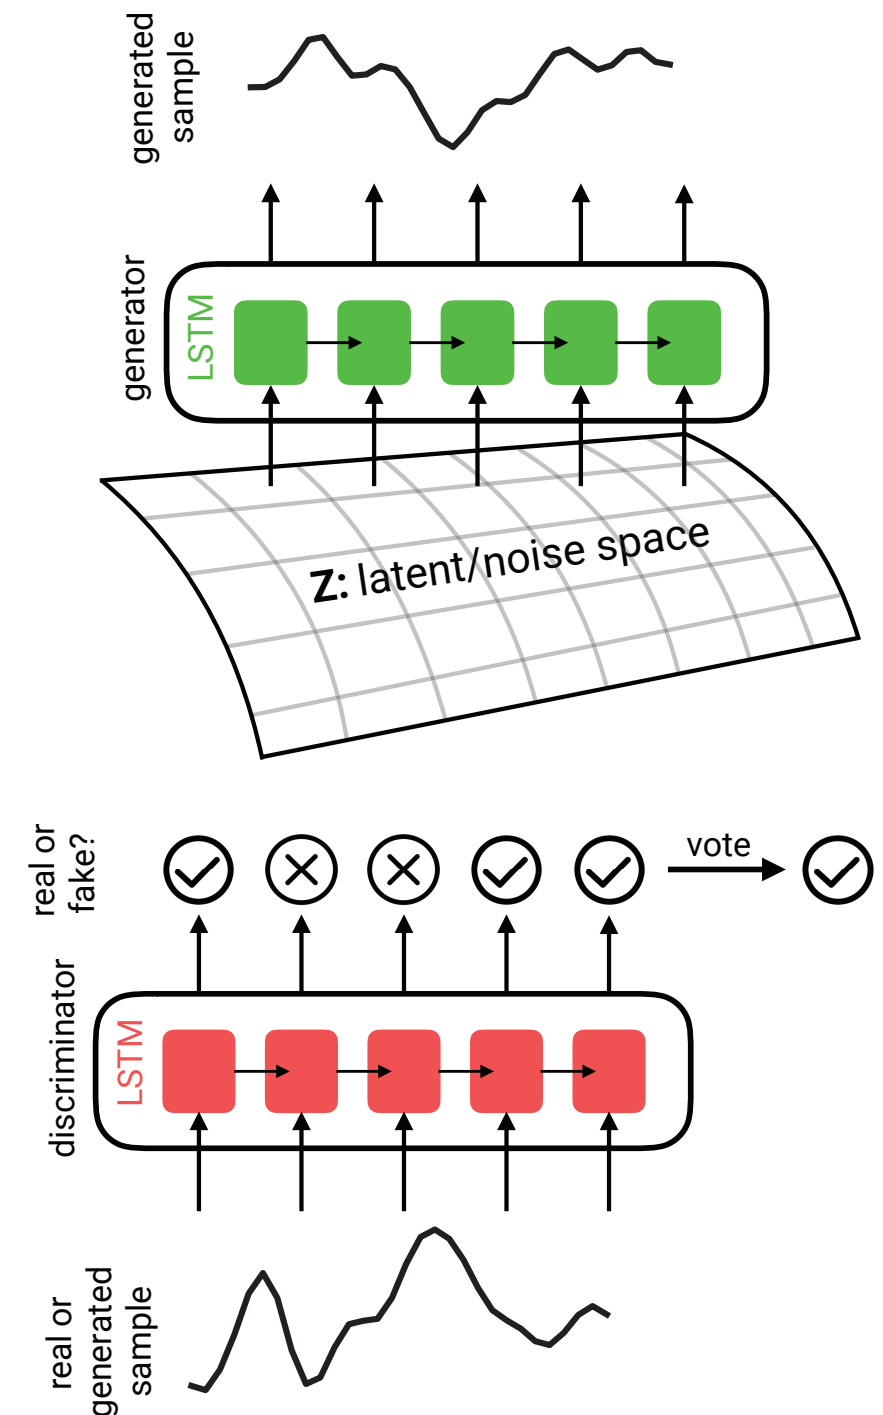 generated
sample
generator
LSTM
Z: latent/noise space
real or
fake?
vote
discriminator
LSTM
real or
generated
sample